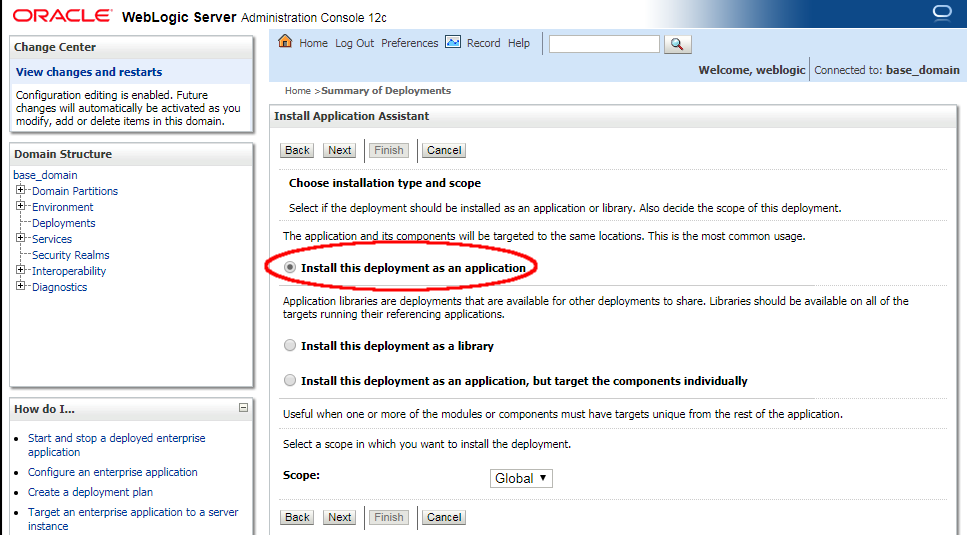 ORACLE WebLogic Server Administration Console 12c
Change Center
View changes and restarts
Configuration editing is enabled. Future
changes will automatically be activated as you
modify, add or delete items in this domain.
Domain Structure
base_domain
Domain Partitions
Environment
Deployments
Services
Security Realms
Interoperability
Diagnostics
How do I...
Start and stop a deployed enterprise
application
Configure an enterprise application
Create a deployment plan
Target an enterprise application to a server
instance
Home Log Out Preferences Record Help
Welcome, weblogic Connected to: base_domain
Home >Summary of Deployments
Install Application Assistant
Back Next Finish Cancel
Choose installation type and scope
Select if the deployment should be installed as an application or library. Also decide the scope of this deployment.
The application and its components will be targeted to the same locations. This is the most common usage.
Install this deployment as an application
Application libraries are deployments that are available for other deployments to share. Libraries should be available on all of the
targets running their referencing applications.
Install this deployment as a library
Install this deployment as an application, but target the components individually
Useful when one or more of the modules or components must have targets unique from the rest of the application.
Select a scope in which you want to install the deployment.
Scope: Global
Back Next Finish Cancel